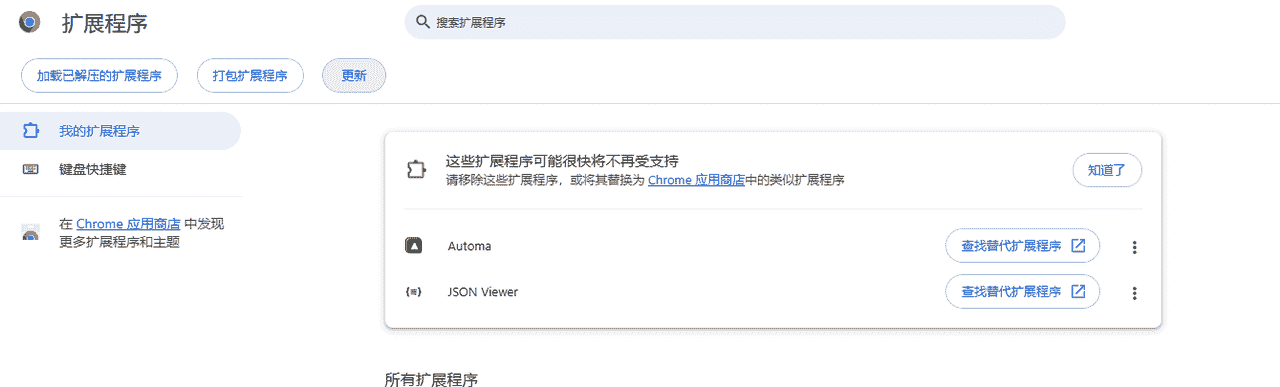 扩展程序
搜索扩展程序
加载已解压的扩展程序
打包扩展程序
更新
我的扩展程序
键盘快捷键
在 Chrome 应用商店 中发现
更多扩展程序和主题
这些扩展程序可能很快将不再受支持
请移除这些扩展程序，或将其替换为 Chrome 应用商店中的类似扩展程序
知道了
Automa
查找替代扩展程序
JSON Viewer
查找替代扩展程序
所有扩展程序